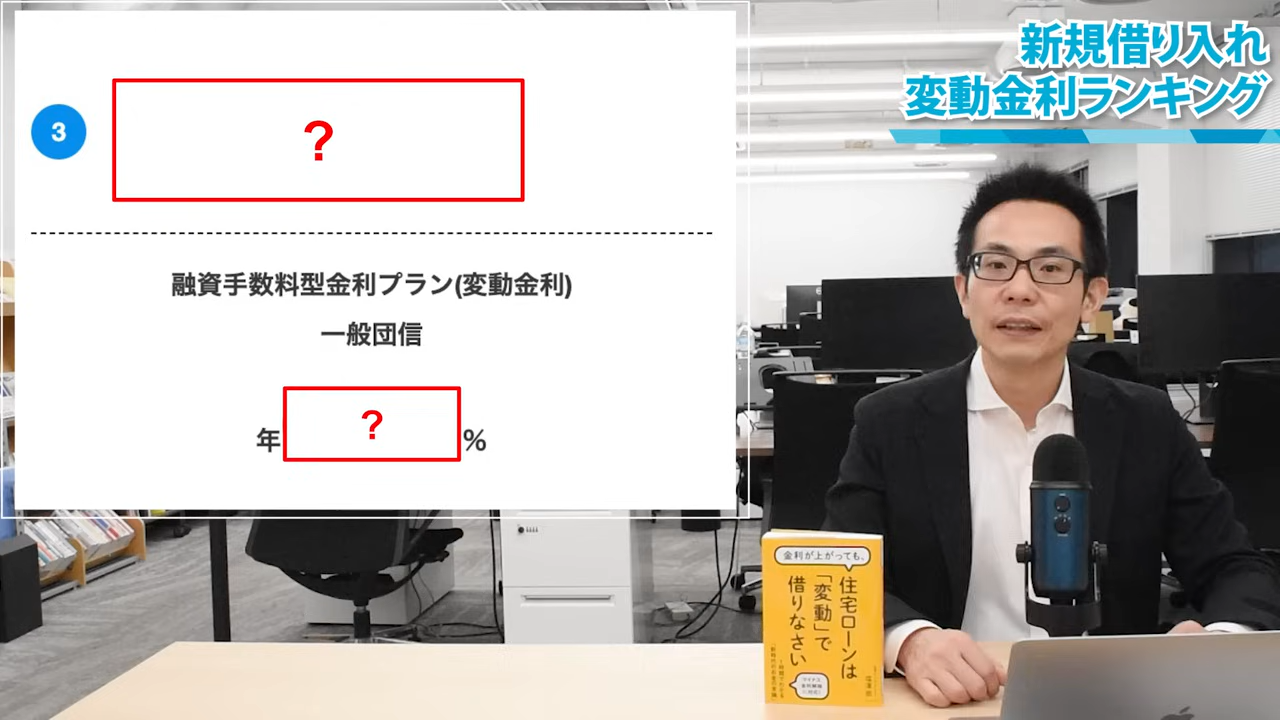 新規借り入れ
変動金利ランキング
3
?
融資手数料型金利プラン(変動金利)
一般団信
年 ? %
金利が上がっても、
住宅ローンは
「変動」で
借りなさい